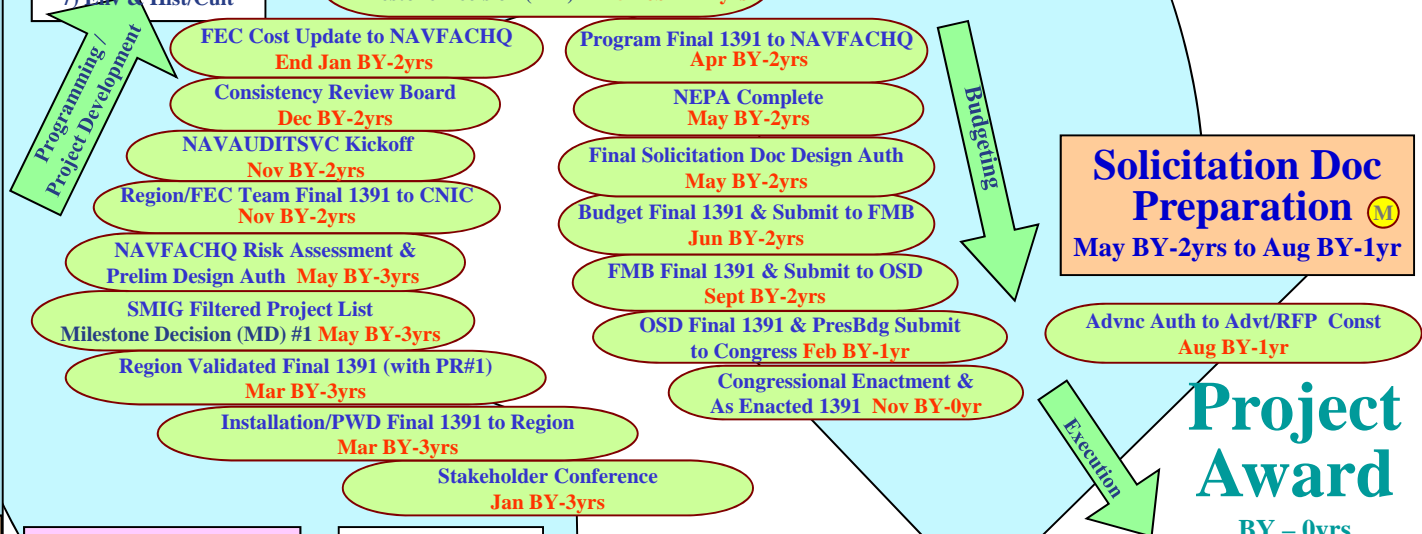 7) Env & Hist/Cult
Programming /
Project Development
FEC Cost Update to NAVFACHQ
End Jan BY-2yrs
Consistency Review Board
Dec BY-2yrs
NAVAUDITSVC Kickoff
Nov BY-2yrs
Region/FEC Team Final 1391 to CNIC
Nov BY-2yrs
NAVFACHQ Risk Assessment &
Prelim Design Auth May BY-3yrs
SMIG Filtered Project List
Milestone Decision (MD) #1 May BY-3yrs
Region Validated Final 1391 (with PR#1)
Mar BY-3yrs
Installation/PWD Final 1391 to Region
Mar BY-3yrs
Stakeholder Conference
Jan BY-3yrs
Program Final 1391 to NAVFACHQ
Apr BY-2yrs
NEPA Complete
May BY-2yrs
Final Solicitation Doc Design Auth
May BY-2yrs
Budget Final 1391 & Submit to FMB
Jun BY-2yrs
FMB Final 1391 & Submit to OSD
Sept BY-2yrs
OSD Final 1391 & PresBdg Submit
to Congress Feb BY-1yr
Congressional Enactment &
As Enacted 1391 Nov BY-0yr
Budgeting
Solicitation Doc
Preparation M
May BY-2yrs to Aug BY-1yr
Advnc Auth to Advt/RFP Const
Aug BY-1yr
Execution
Project
Award
BY – 0yrs